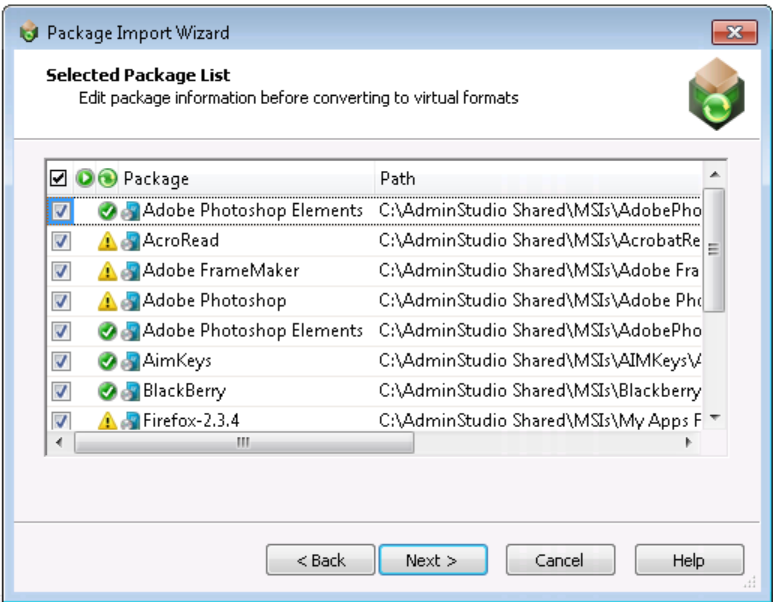 Package Import Wizard
Selected Package List
Edit package information before converting to virtual formats
Package Path
Adobe Photoshop Elements C:\AdminStudio Shared\MSIs\AdobePho
AcroRead C:\AdminStudio Shared\MSIs\AcrobatRe
Adobe FrameMaker C:\AdminStudio Shared\MSIs\Adobe Fra
Adobe Photoshop C:\AdminStudio Shared\MSIs\Adobe Pho
Adobe Photoshop Elements C:\AdminStudio Shared\MSIs\AdobePho
AimKeys C:\AdminStudio Shared\MSIs\AIMKeys\A
BlackBerry C:\AdminStudio Shared\MSIs\Blackberry
Firefox-2.3.4 C:\AdminStudio Shared\MSIs\My Apps F
< Back Next > Cancel Help